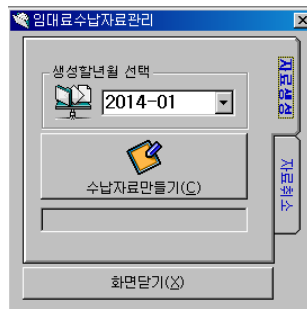 임대료수납자료관리
생성할년월 선택
2014-01
수납자료만들기(C)
화면닫기(X)
자료생성
자료취소